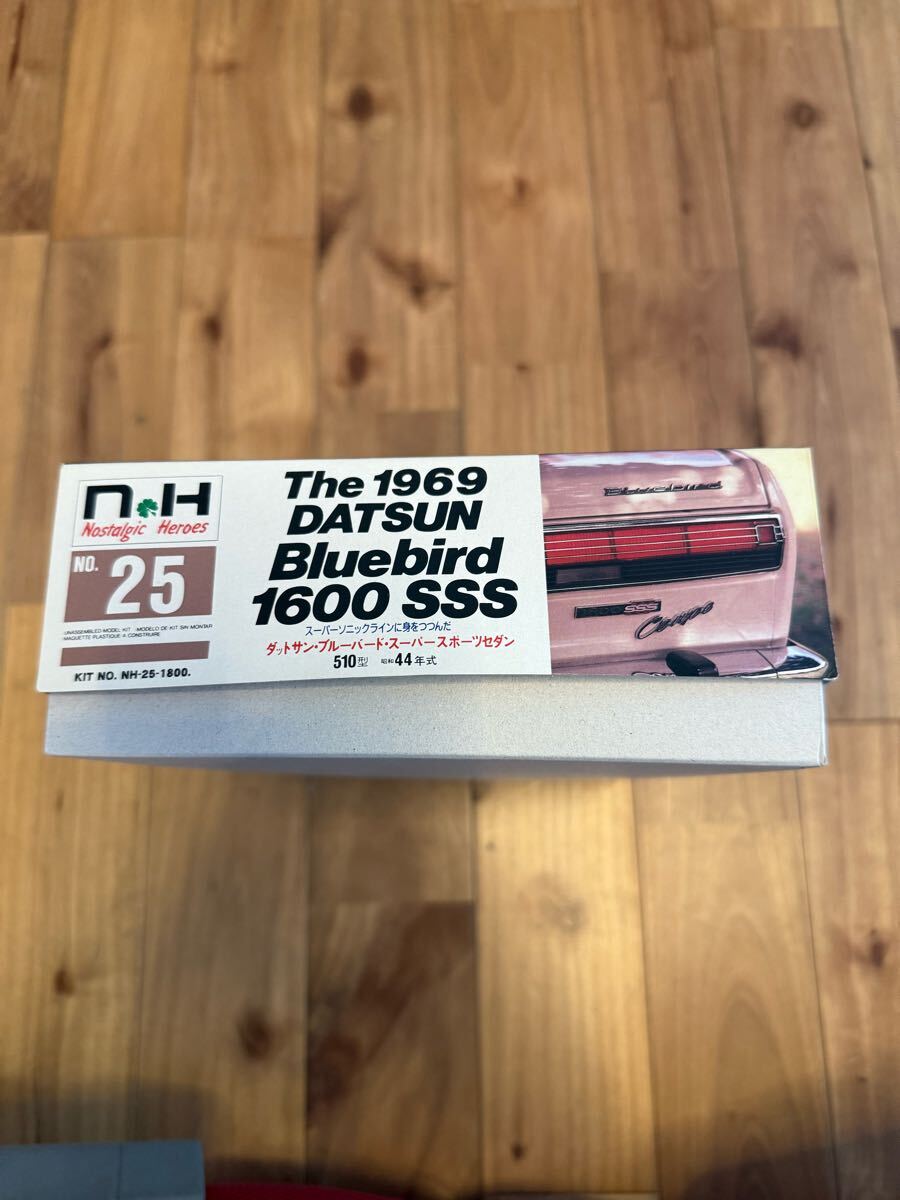 n H
Nostalgic Heroes
NO. 25
UNASSEMBLED MODEL KIT MODELO DE KIT SIN MONTAR
MAQUETTE PLASTIQUE A CONSTRUIRE
KIT NO. NH-25-1800.
The 1969
DATSUN
Bluebird
1600 SSS
スーパーソニックラインに身をつつんだ
ダットサン・ブルーバード・スーパースポーツセダン
510型 昭和44年式
SSS
Coupe